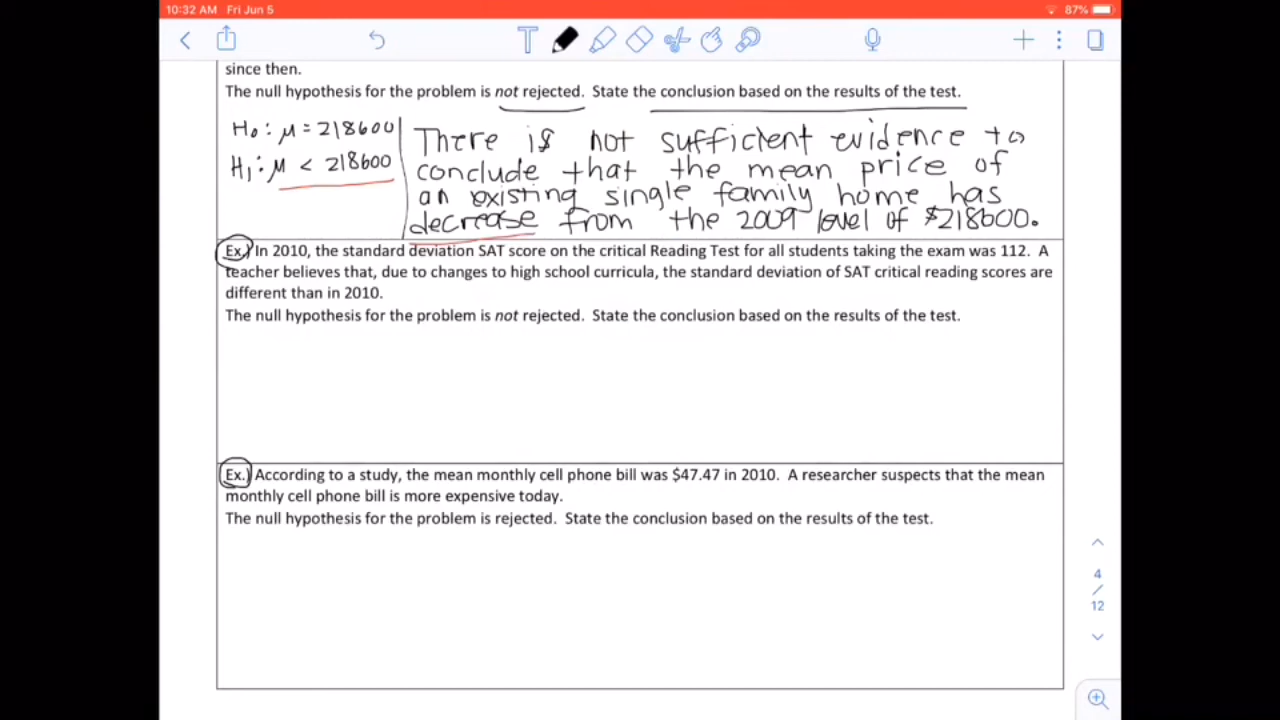 10:32 AM Fri Jun 5
87%
since then.
The null hypothesis for the problem is not rejected. State the conclusion based on the results of the test.
H₀: μ = 218600
H₁: μ < 218600
There is not sufficient evidence to
conclude that the mean price of
an existing single family home has
decrease from the 2009 level of $218600.
Ex.) In 2010, the standard deviation SAT score on the critical Reading Test for all students taking the exam was 112. A
teacher believes that, due to changes to high school curricula, the standard deviation of SAT critical reading scores are
different than in 2010.
The null hypothesis for the problem is not rejected. State the conclusion based on the results of the test.
Ex.) According to a study, the mean monthly cell phone bill was $47.47 in 2010. A researcher suspects that the mean
monthly cell phone bill is more expensive today.
The null hypothesis for the problem is rejected. State the conclusion based on the results of the test.
4
/
12